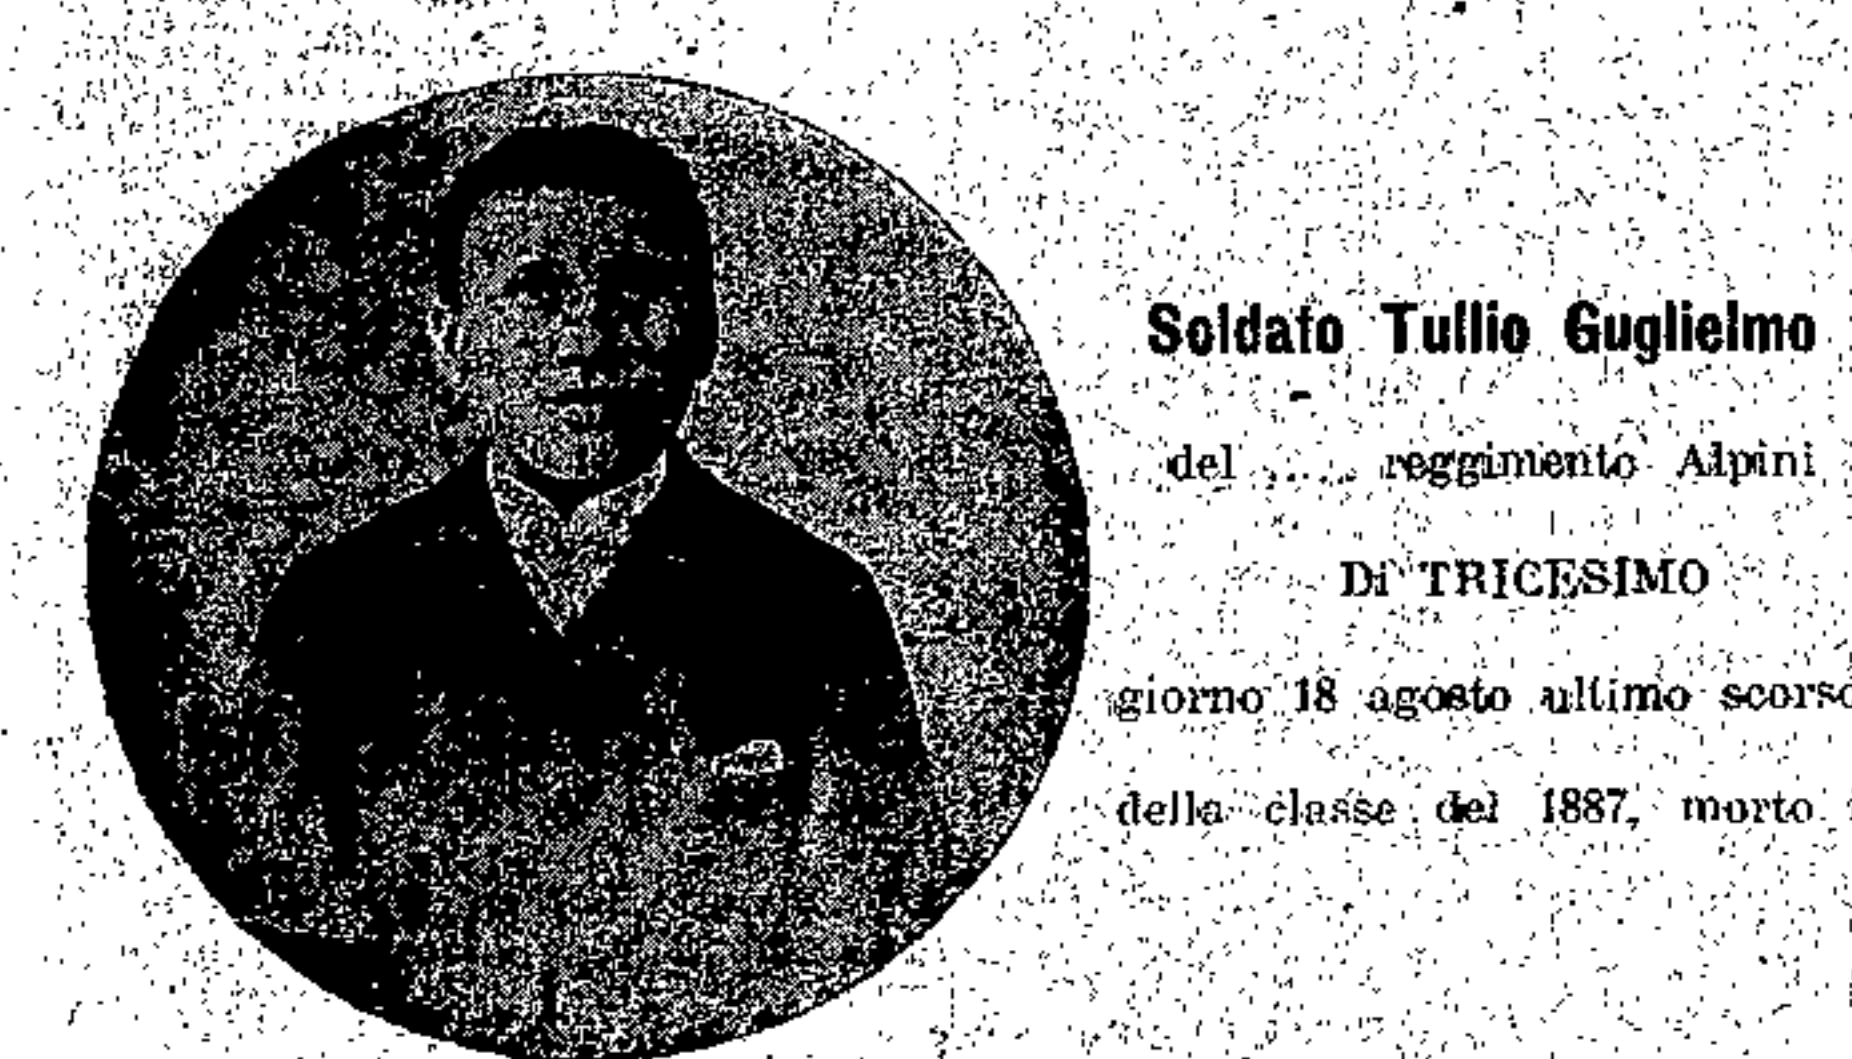 Soldato Tullio Guglielmo
del ..... reggimento Alpini
Di TRICESIMO
giorno 18 agosto ultimo scorso
della classe del 1887, morto